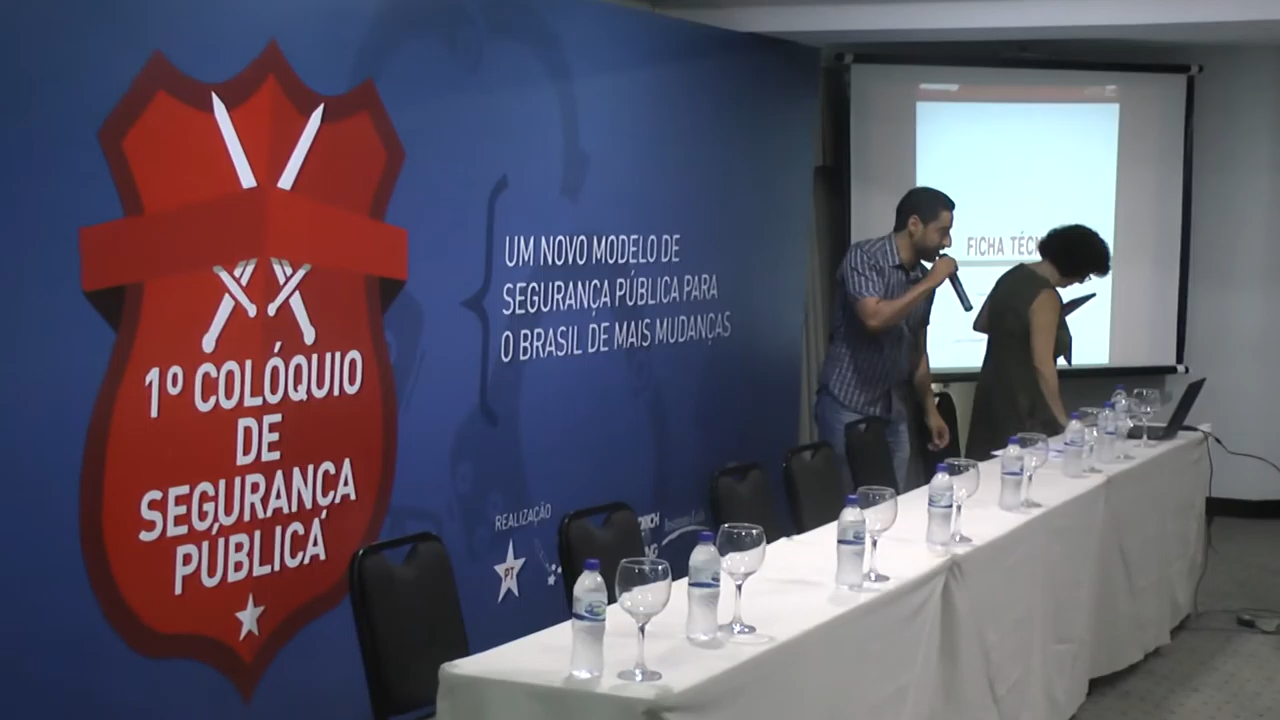 1º COLÓQUIO
DE
SEGURANÇA
PÚBLICA
UM NOVO MODELO DE
SEGURANÇA PÚBLICA PARA
O BRASIL DE MAIS MUDANÇAS
REALIZAÇÃO
PT
FICHA